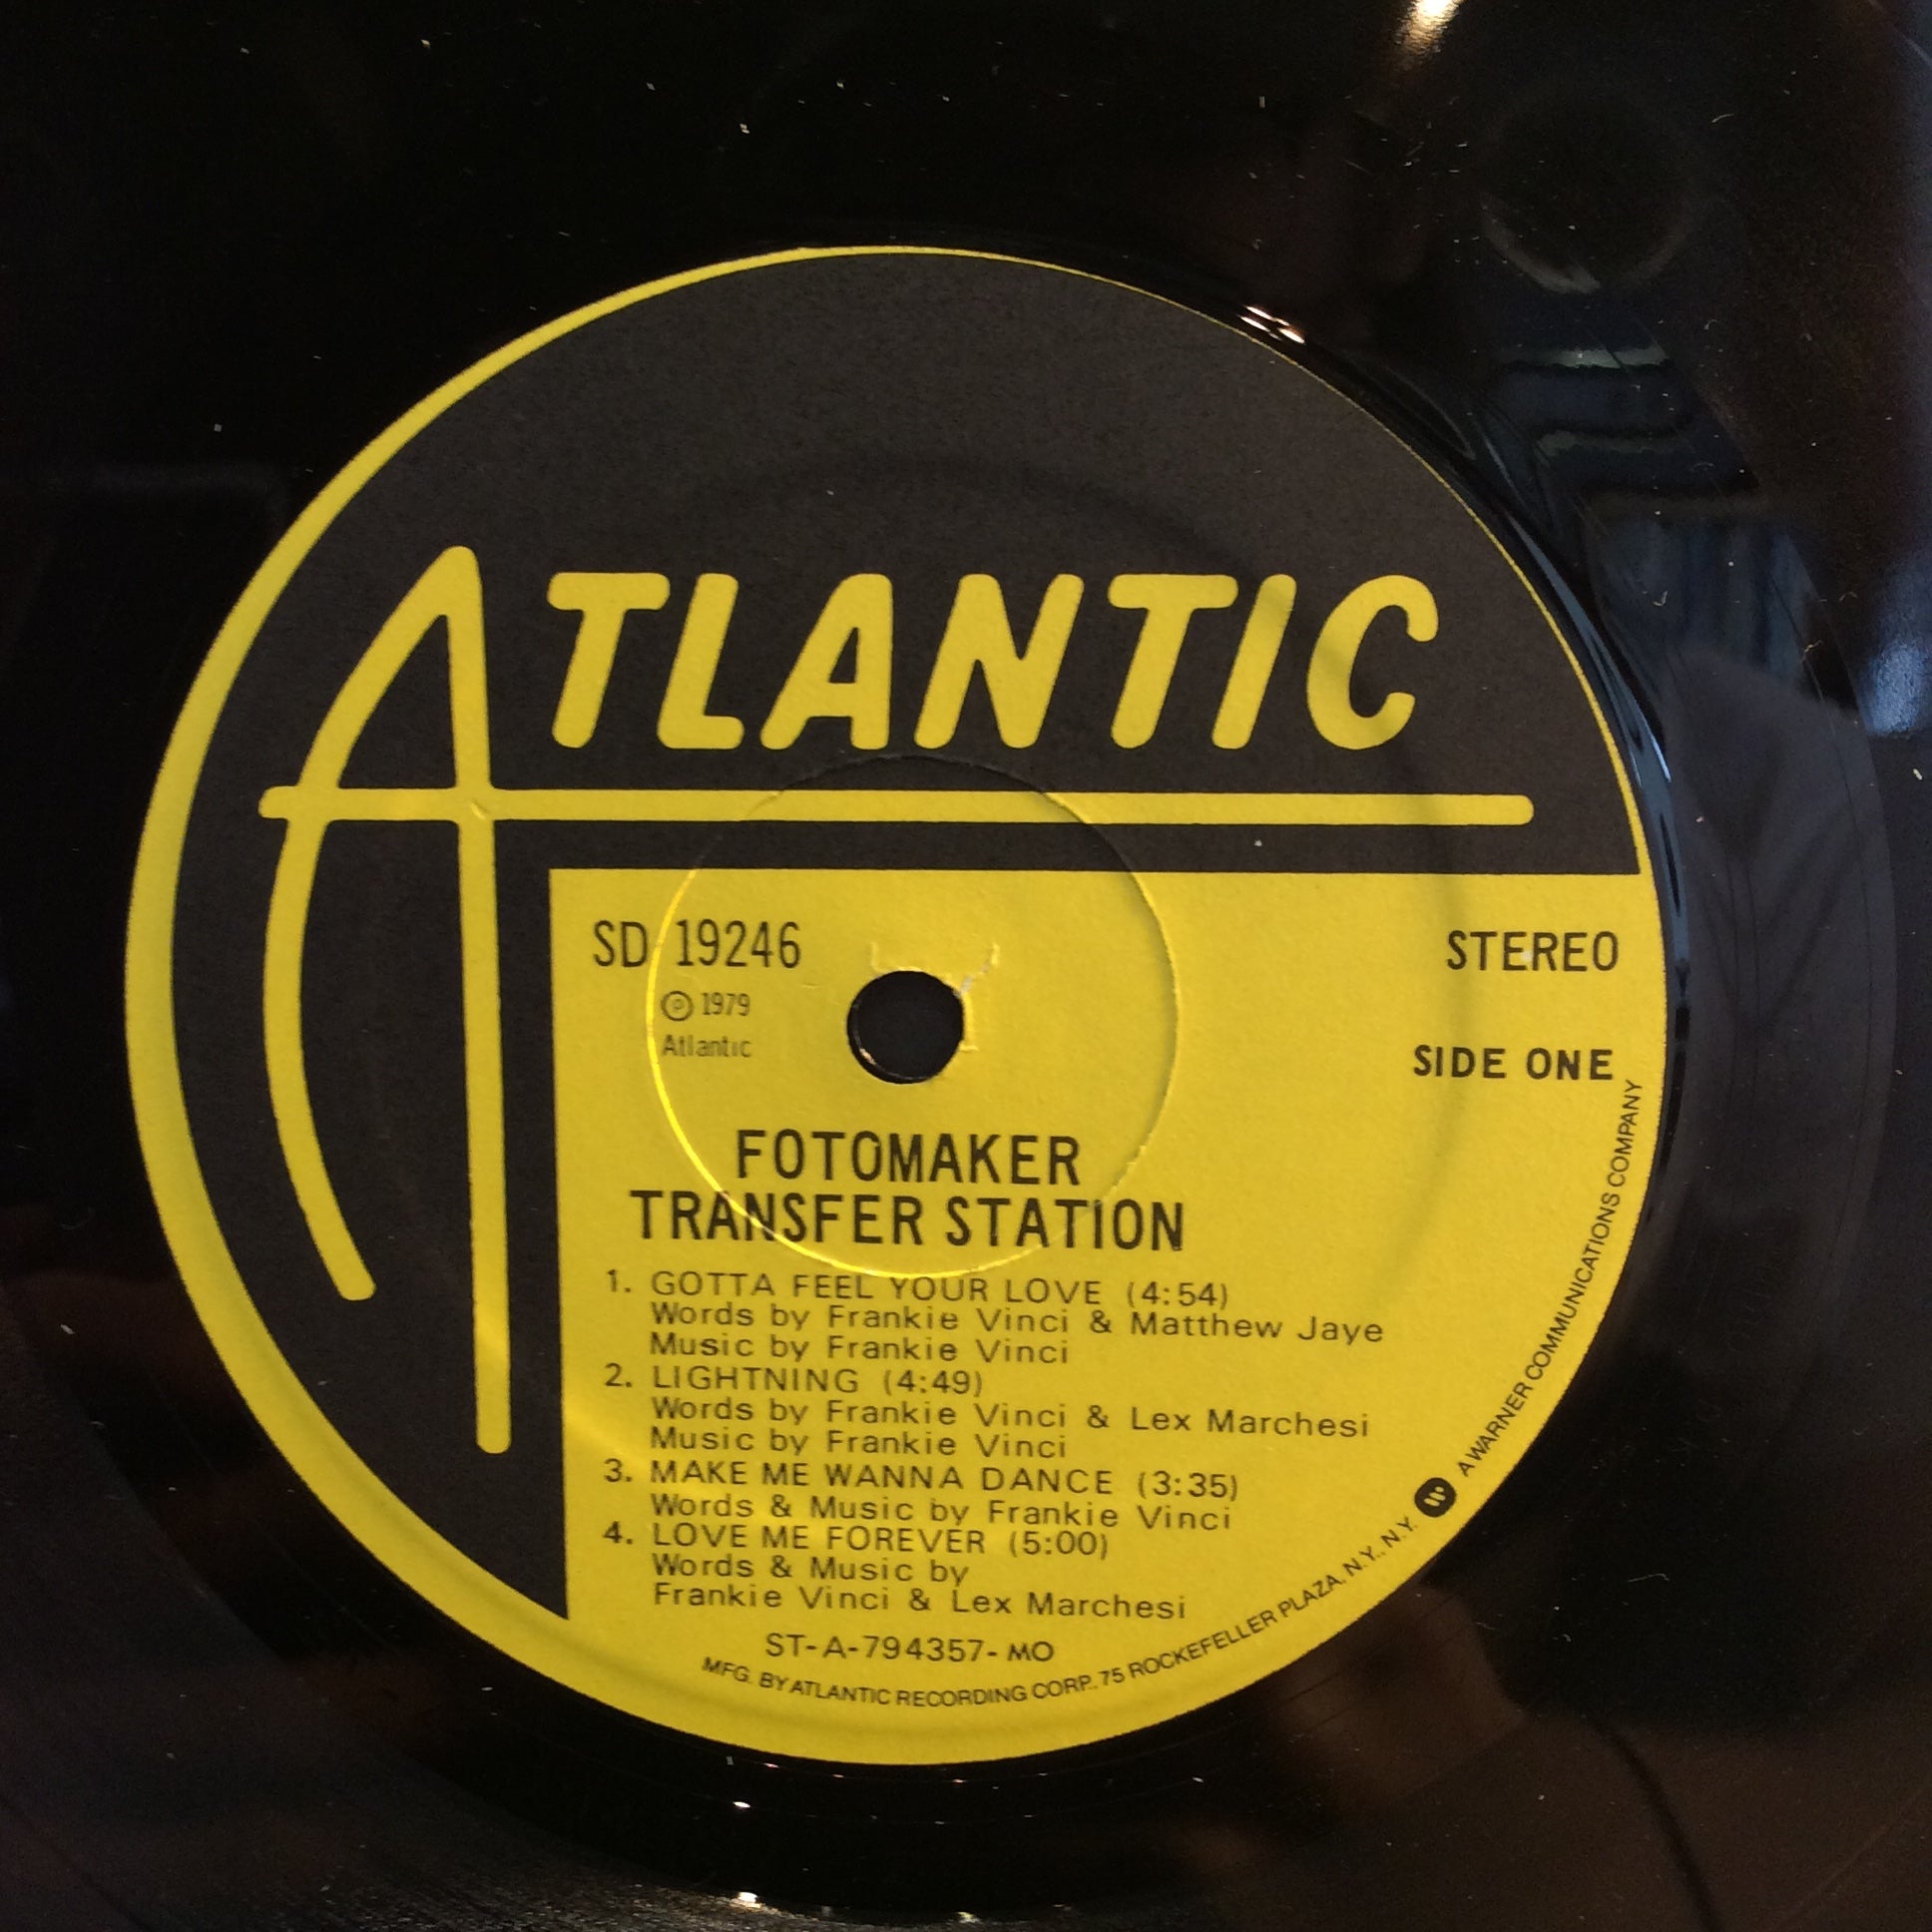 ATLANTIC
SD 19246
STEREO
℗ 1979
Atlantic
SIDE ONE
FOTOMAKER
TRANSFER STATION
1. GOTTA FEEL YOUR LOVE (4:54)
Words by Frankie Vinci & Matthew Jaye
Music by Frankie Vinci
2. LIGHTNING (4:49)
Words by Frankie Vinci & Lex Marchesi
Music by Frankie Vinci
3. MAKE ME WANNA DANCE (3:35)
Words & Music by Frankie Vinci
4. LOVE ME FOREVER (5:00)
Words & Music by
Frankie Vinci & Lex Marchesi
ST-A-794357-MO
MFG. BY ATLANTIC RECORDING CORP., 75 ROCKEFELLER PLAZA, N.Y., N.Y. A WARNER COMMUNICATIONS COMPANY